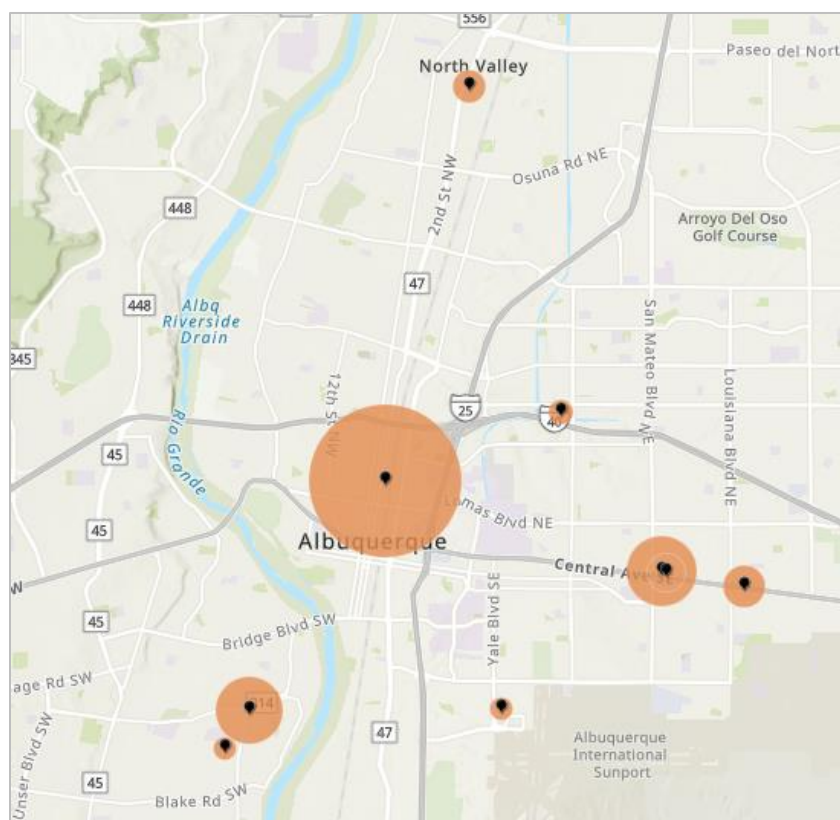 556
Paseo del Nort
North Valley
Osuna Rd NE
2nd St NW
448
Arroyo Del Oso
Golf Course
47
448
Albq
Riverside
Drain
345
San Mateo Blvd NE
12th St NW
25
Louisiana Blvd NE
40
Rio Grande
45
Lomas Blvd NE
45
Albuquerque
Central Ave SE
W
Yale Blvd SE
45
Bridge Blvd SW
age Rd SW
314
47
Unser Blvd SW
Albuquerque
International
Sunport
45
Blake Rd SW